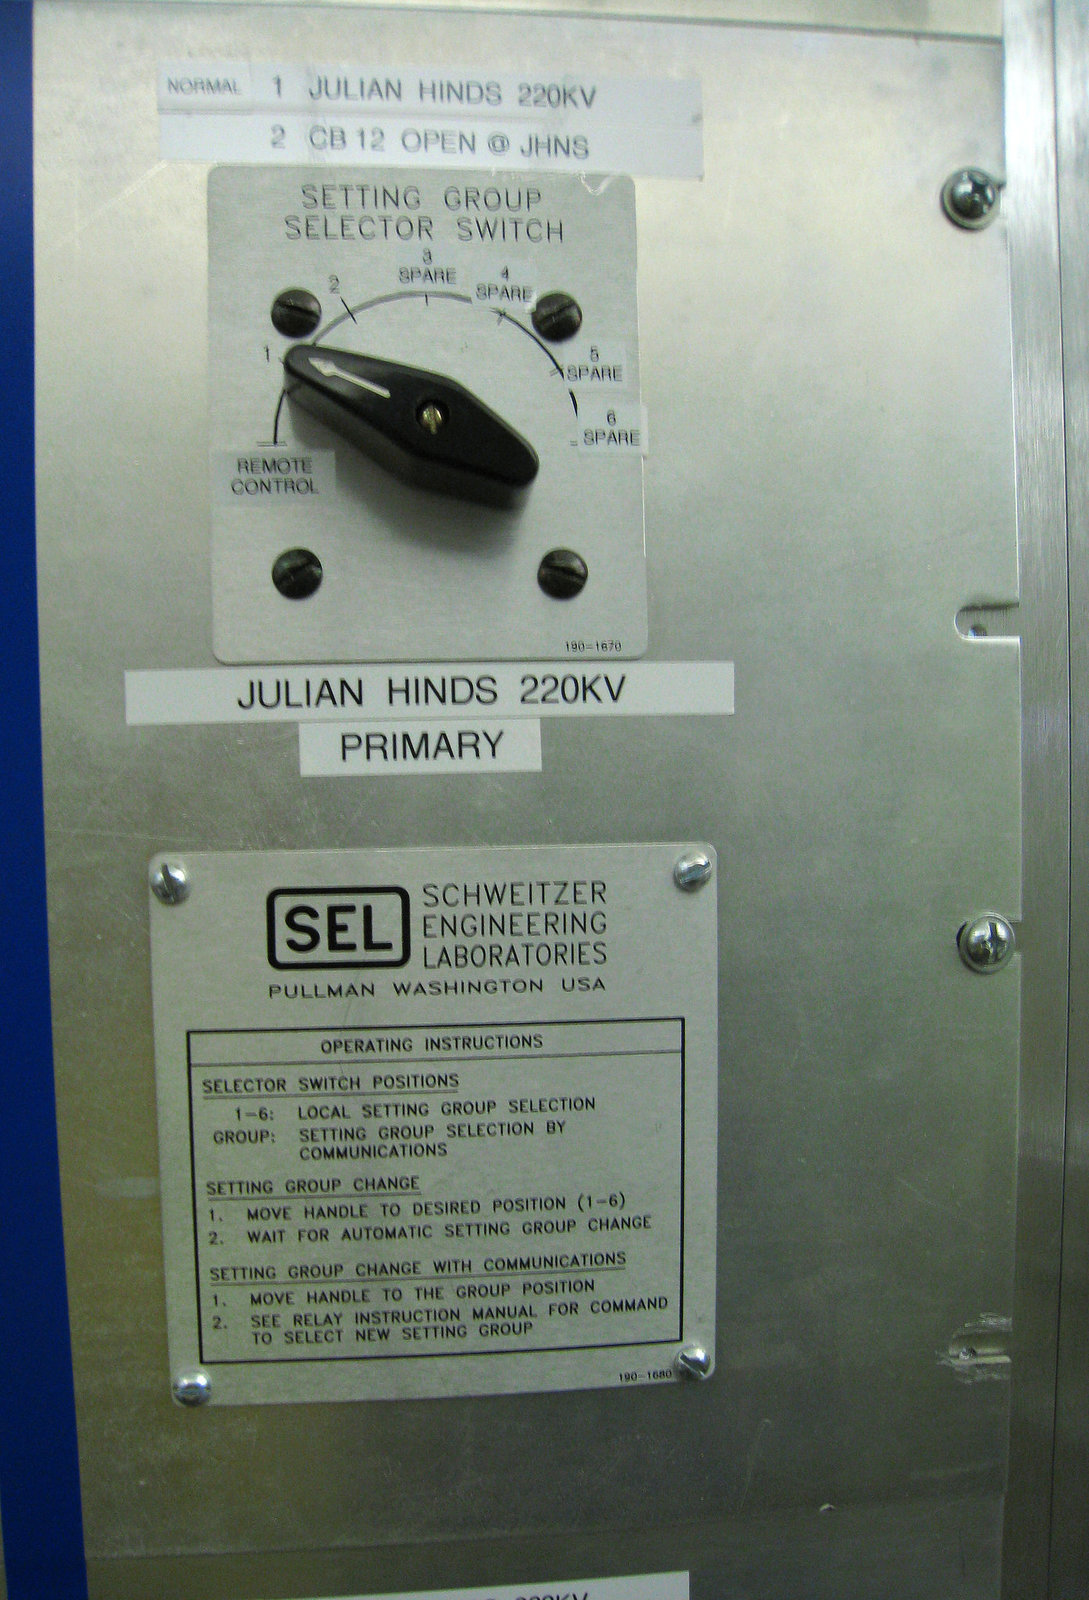 NORMAL 1 JULIAN HINDS 220KV
2 CB 12 OPEN @ JHNS
SETTING GROUP
SELECTOR SWITCH
3
SPARE
2
4
SPARE
1
5
SPARE
6
SPARE
REMOTE
CONTROL
190-1670
JULIAN HINDS 220KV
PRIMARY
SEL
SCHWEITZER
ENGINEERING
LABORATORIES
PULLMAN WASHINGTON USA
OPERATING INSTRUCTIONS
SELECTOR SWITCH POSITIONS
1-6: LOCAL SETTING GROUP SELECTION
GROUP: SETTING GROUP SELECTION BY
COMMUNICATIONS
SETTING GROUP CHANGE
1. MOVE HANDLE TO DESIRED POSITION (1-6)
2. WAIT FOR AUTOMATIC SETTING GROUP CHANGE
SETTING GROUP CHANGE WITH COMMUNICATIONS
1. MOVE HANDLE TO THE GROUP POSITION
2. SEE RELAY INSTRUCTION MANUAL FOR COMMAND
TO SELECT NEW SETTING GROUP
190-1680